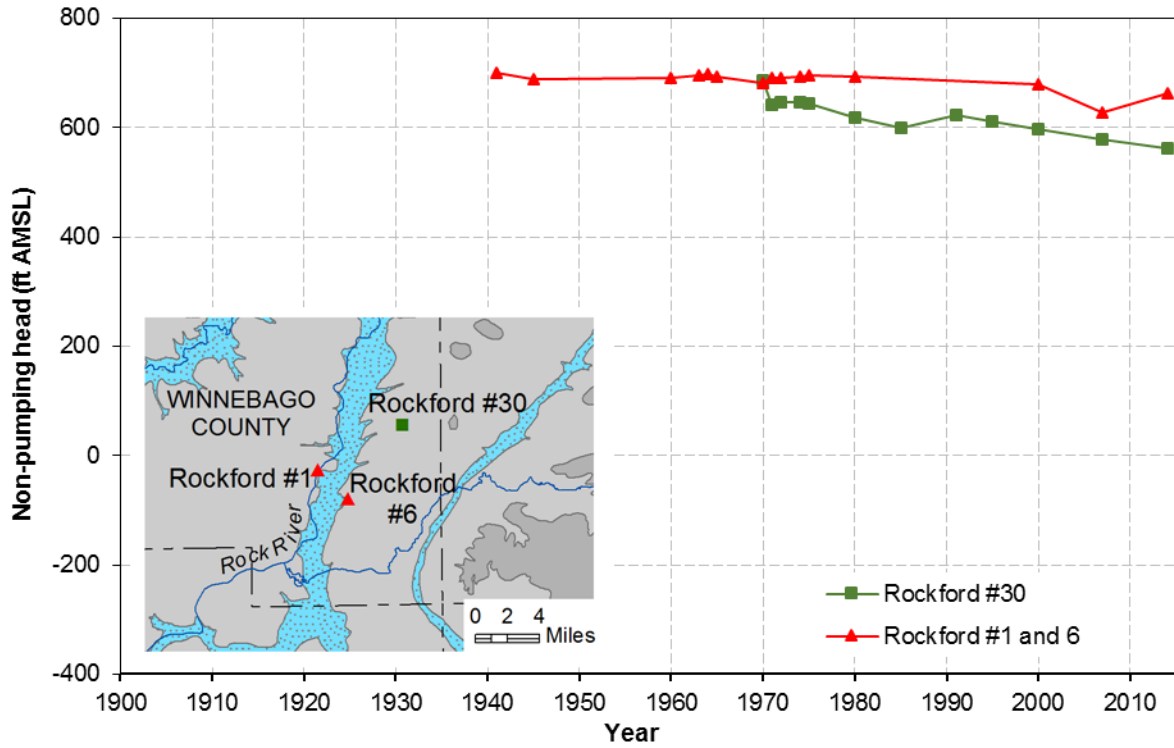 800
600
400
200
0
-200
-400
Non-pumping head (ft AMSL)
WINNEBAGO
COUNTY
Rockford #30
Rockford #1
Rockford
#6
Rock River
0 2 4
Miles
Rockford #30
Rockford #1 and 6
1900 1910 1920 1930 1940 1950 1960 1970 1980 1990 2000 2010
Year